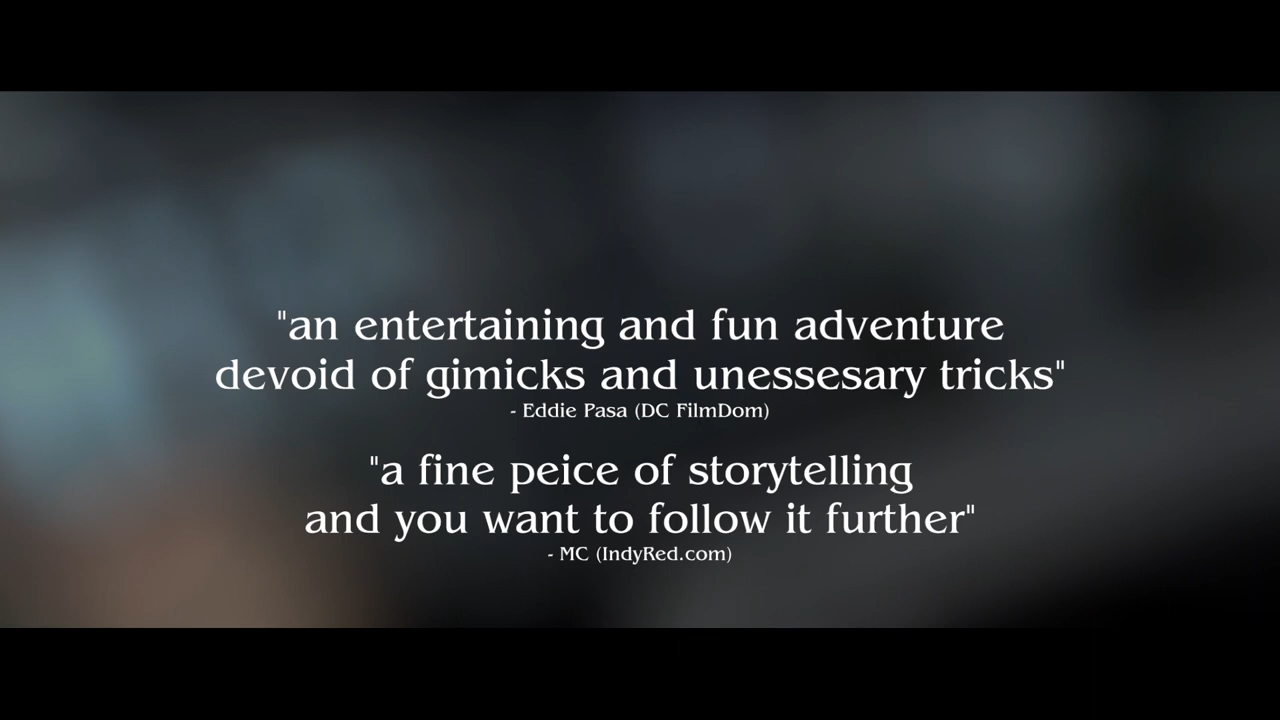 "an entertaining and fun adventure
devoid of gimicks and unessesary tricks"
- Eddie Pasa (DC FilmDom)
"a fine peice of storytelling
and you want to follow it further"
- MC (IndyRed.com)